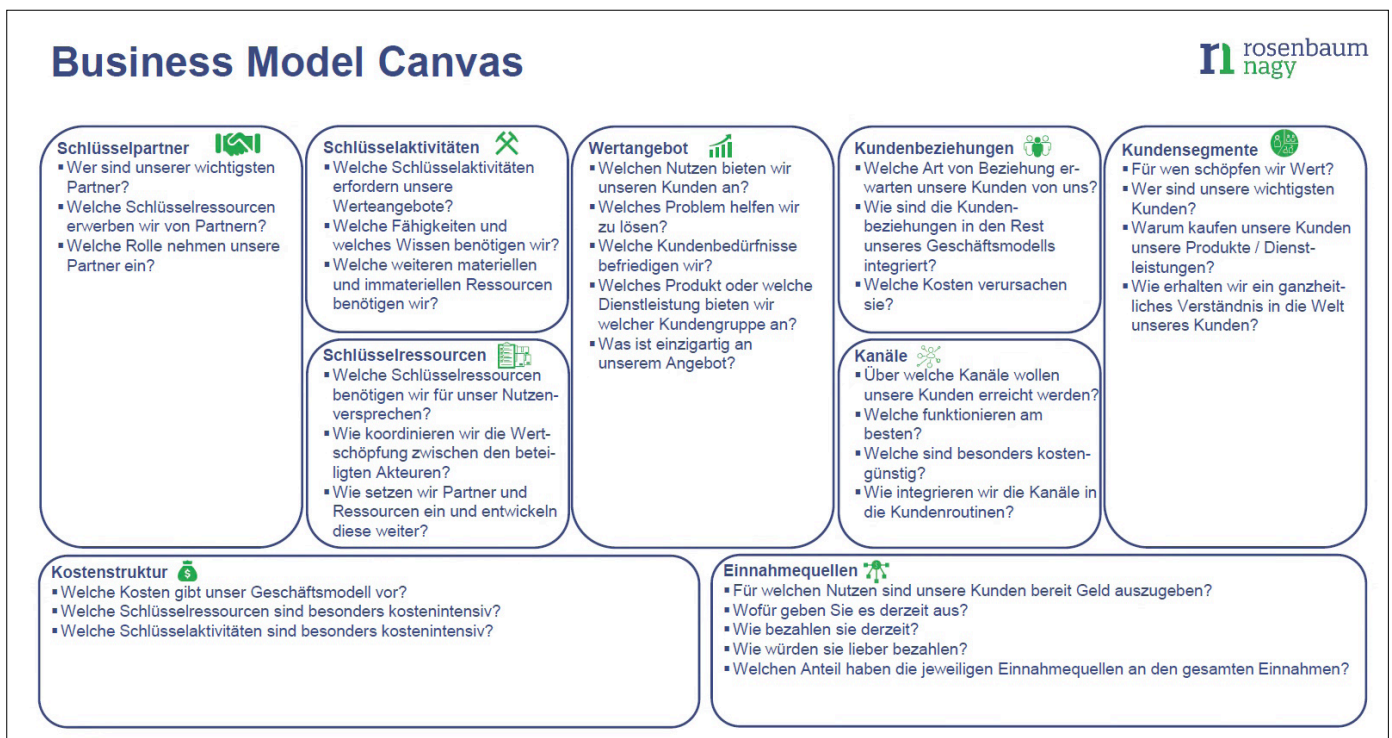 Business Model Canvas
rosenbaum
nagy
Schlüsselpartner
▪ Wer sind unserer wichtigsten
Partner?
▪ Welche Schlüsselressourcen
erwerben wir von Partnern?
▪ Welche Rolle nehmen unsere
Partner ein?
Schlüsselaktivitäten
▪ Welche Schlüsselaktivitäten
erfordern unsere
Werteangebote?
▪ Welche Fähigkeiten und
welches Wissen benötigen wir?
▪ Welche weiteren materiellen
und immateriellen Ressourcen
benötigen wir?
Schlüsselressourcen
▪ Welche Schlüsselressourcen
benötigen wir für unser Nutzen-
versprechen?
▪ Wie koordinieren wir die Wert-
schöpfung zwischen den betei-
ligten Akteuren?
▪ Wie setzen wir Partner und
Ressourcen ein und entwickeln
diese weiter?
Wertangebot
▪ Welchen Nutzen bieten wir
unseren Kunden an?
▪ Welches Problem helfen wir
zu lösen?
▪ Welche Kundenbedürfnisse
befriedigen wir?
▪ Welches Produkt oder welche
Dienstleistung bieten wir
welcher Kundengruppe an?
▪ Was ist einzigartig an
unserem Angebot?
Kundenbeziehungen
▪ Welche Art von Beziehung er-
warten unsere Kunden von uns?
▪ Wie sind die Kunden-
beziehungen in den Rest
unseres Geschäftsmodells
integriert?
▪ Welche Kosten verursachen
sie?
Kanäle
▪ Über welche Kanäle wollen
unsere Kunden erreicht werden?
▪ Welche funktionieren am
besten?
▪ Welche sind besonders kosten-
günstig?
▪ Wie integrieren wir die Kanäle in
die Kundenroutinen?
Kundensegmente
▪ Für wen schöpfen wir Wert?
▪ Wer sind unsere wichtigsten
Kunden?
▪ Warum kaufen unsere Kunden
unsere Produkte / Dienst-
leistungen?
▪ Wie erhalten wir ein ganzheit-
liches Verständnis in die Welt
unseres Kunden?
Kostenstruktur
▪ Welche Kosten gibt unser Geschäftsmodell vor?
▪ Welche Schlüsselressourcen sind besonders kostenintensiv?
▪ Welche Schlüsselaktivitäten sind besonders kostenintensiv?
Einnahmequellen
▪ Für welchen Nutzen sind unsere Kunden bereit Geld auszugeben?
▪ Wofür geben Sie es derzeit aus?
▪ Wie bezahlen sie derzeit?
▪ Wie würden sie lieber bezahlen?
▪ Welchen Anteil haben die jeweiligen Einnahmequellen an den gesamten Einnahmen?